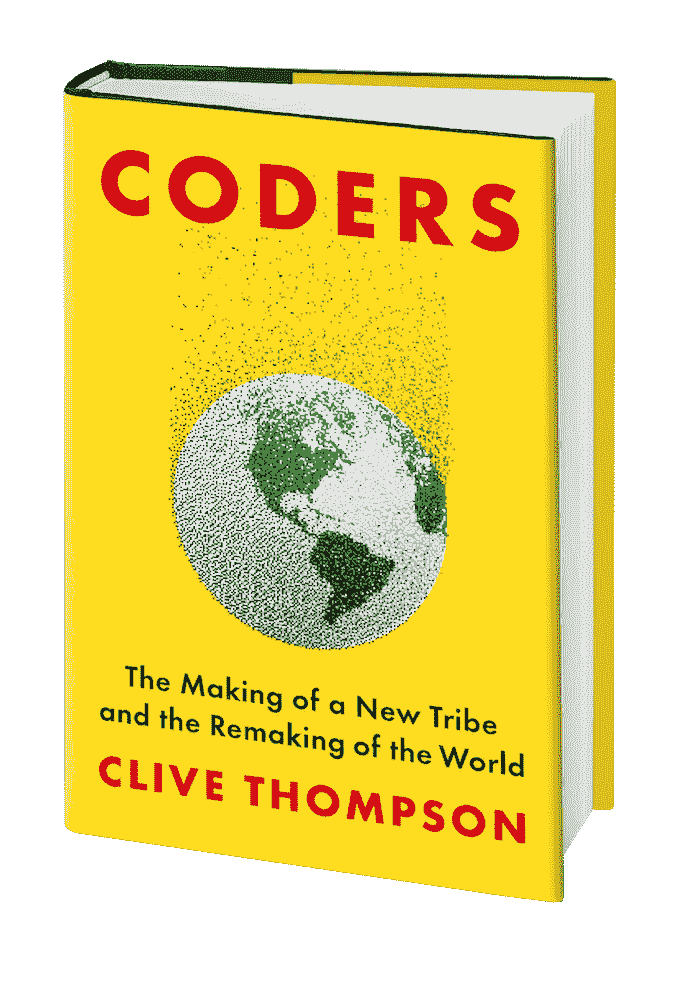 CODERS
The Making of a New Tribe
and the Remaking of the World
CLIVE THOMPSON